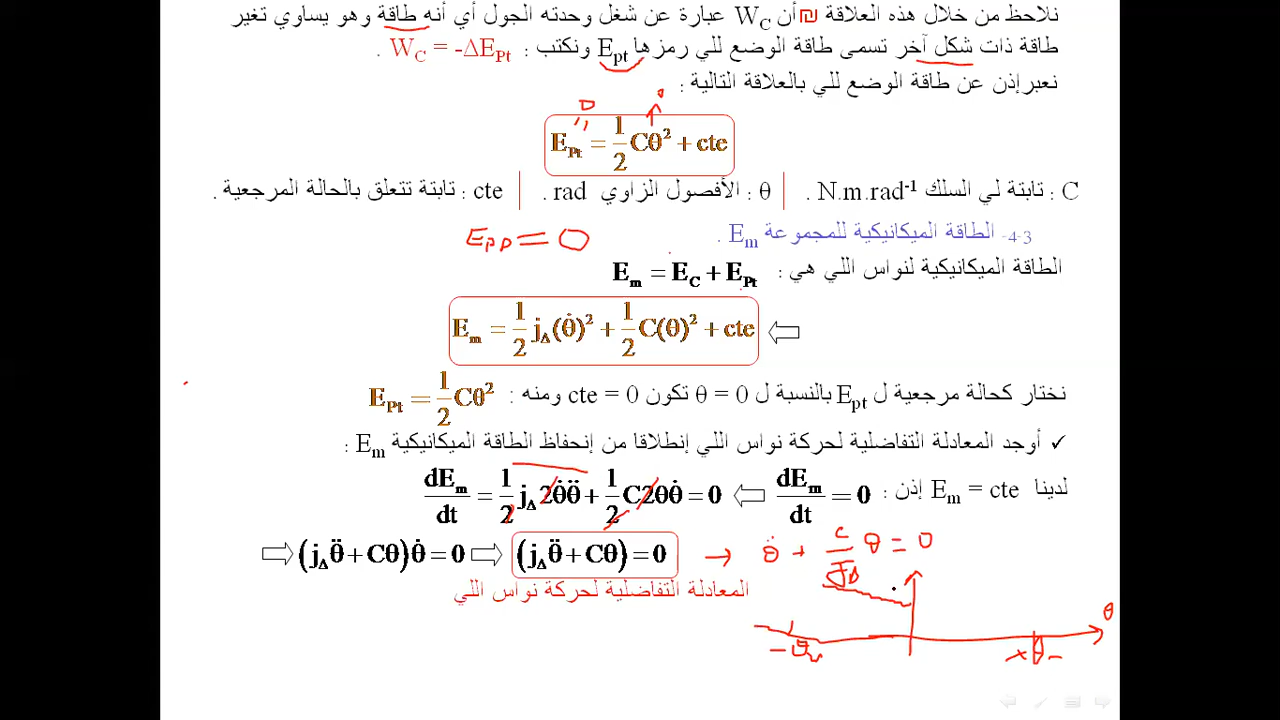 نلاحظ من خلال هذه العلاقة أن W_C عبارة عن شغل وحدته الجول أي أنه طاقة وهو يساوي تغير
طاقة ذات شكل آخر تسمى طاقة الوضع للي رمزها E_pt ونكتب : W_C = -ΔE_Pt .
نعبر إذن عن طاقة الوضع للي بالعلاقة التالية :
0
E_Pt = 1/2 Cθ² + cte
C : تابتة لي السلك N.m.rad⁻¹ . | θ : الأفصول الزاوي rad . | cte : تابتة تتعلق بالحالة المرجعية .
4-3- الطاقة الميكانيكية للمجموعة E_m .
E_pp = 0
الطاقة الميكانيكية لنواس اللي هي : E_m = E_C + E_Pt
⇦ E_m = 1/2 j_Δ(θ̇)² + 1/2 C(θ)² + cte
نختار كحالة مرجعية ل E_pt بالنسبة ل θ = 0 تكون cte = 0 ومنه : E_Pt = 1/2 Cθ²
✓ أوجد المعادلة التفاضلية لحركة نواس اللي إنطلاقا من إنحفاظ الطاقة الميكانيكية E_m :
لدينا E_m = cte إذن : dE_m/dt = 0 ⇦ dE_m/dt = 1/2 j_Δ 2θ̇θ̈ + 1/2 C2θθ̇ = 0
⇨ (j_Δθ̈ + Cθ)θ̇ = 0 ⇨ (j_Δθ̈ + Cθ) = 0 → θ̈ + C/J_Δ θ = 0
المعادلة التفاضلية لحركة نواس اللي
θ